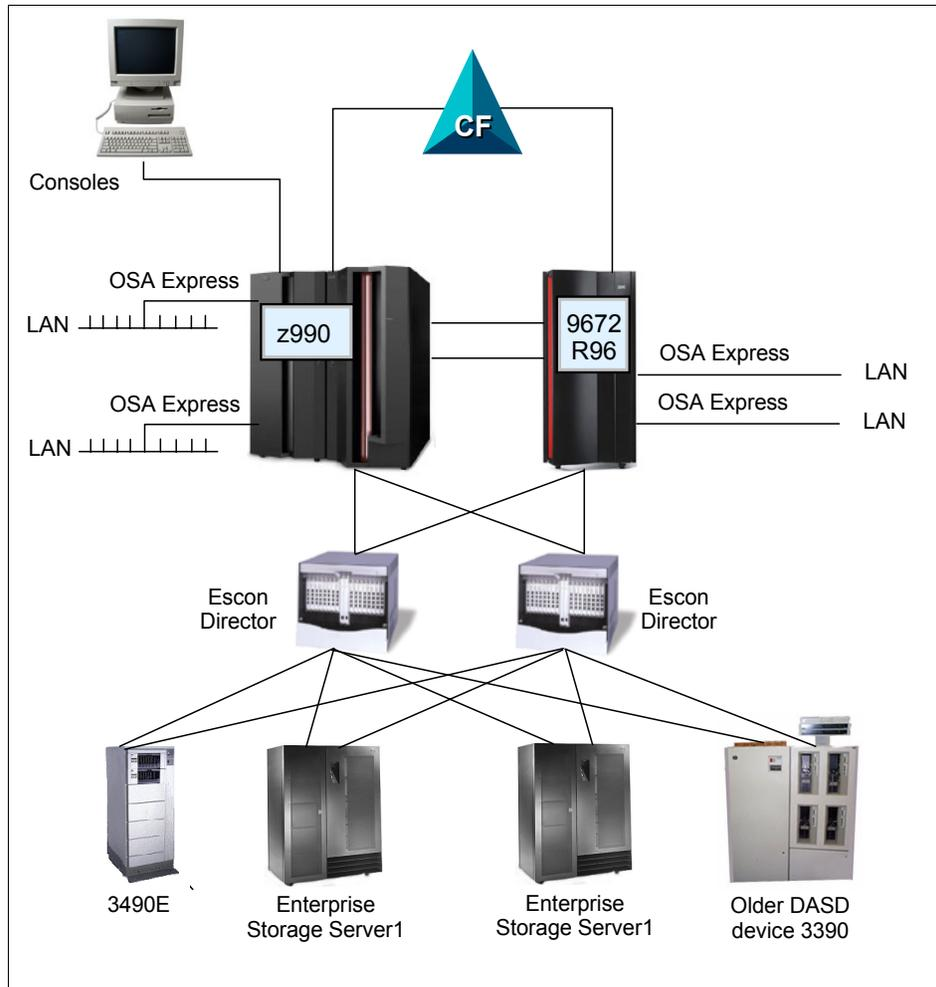 CF
Consoles
OSA Express
LAN
z990
9672
R96
OSA Express
LAN
OSA Express
LAN
OSA Express
LAN
Escon
Director
Escon
Director
3490E
Enterprise
Storage Server1
Enterprise
Storage Server1
Older DASD
device 3390